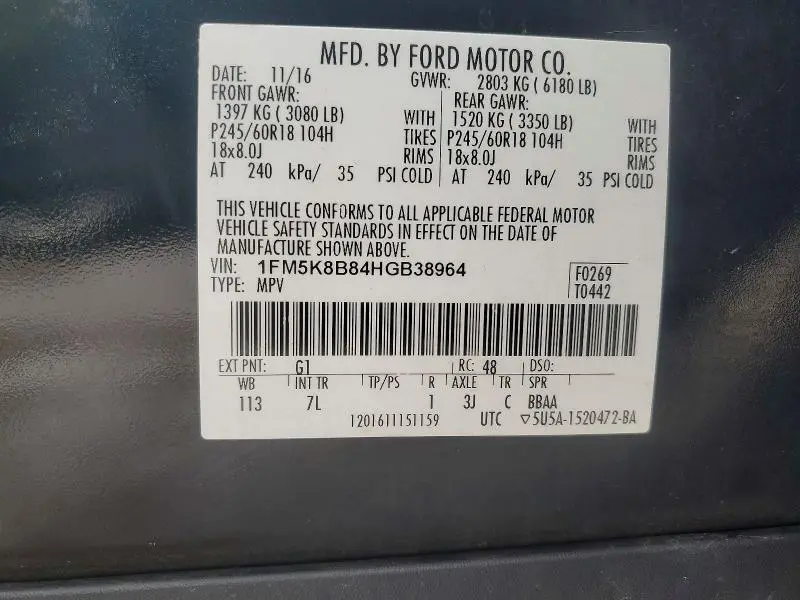 MFD. BY FORD MOTOR CO.
DATE: 11/16 GVWR: 2803 KG ( 6180 LB)
FRONT GAWR: REAR GAWR:
1397 KG ( 3080 LB) WITH 1520 KG ( 3350 LB) WITH
P245/60R18 104H TIRES P245/60R18 104H TIRES
18x8.0J RIMS 18x8.0J RIMS
AT 240 kPa/ 35 PSI COLD AT 240 kPa/ 35 PSI COLD
THIS VEHICLE CONFORMS TO ALL APPLICABLE FEDERAL MOTOR
VEHICLE SAFETY STANDARDS IN EFFECT ON THE DATE OF
MANUFACTURE SHOWN ABOVE.
VIN: 1FM5K8B84HGB38964 F0269
TYPE: MPV T0442
EXT PNT: G1 RC: 48 DSO:
WB INT TR TP/PS R AXLE TR SPR
113 7L 1 3J C BBAA
1201611151159 UTC ▽5U5A-1520472-BA